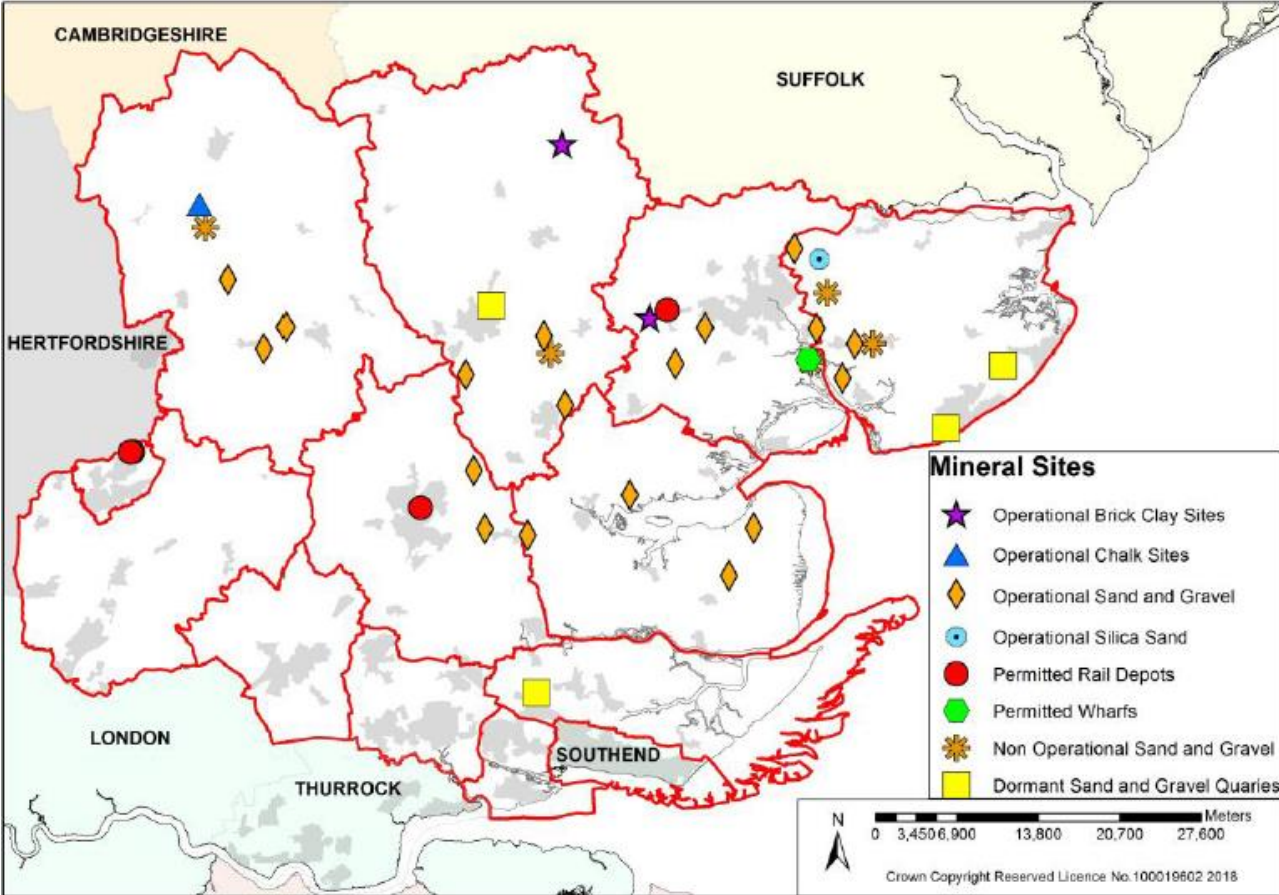 CAMBRIDGESHIRE
SUFFOLK
HERTFORDSHIRE
LONDON
THURROCK
SOUTHEND
Mineral Sites
Operational Brick Clay Sites
Operational Chalk Sites
Operational Sand and Gravel
Operational Silica Sand
Permitted Rail Depots
Permitted Wharfs
Non Operational Sand and Gravel
Dormant Sand and Gravel Quaries
N
Meters
0 3,450 6,900 13,800 20,700 27,600
Crown Copyright Reserved Licence No.100019602 2018